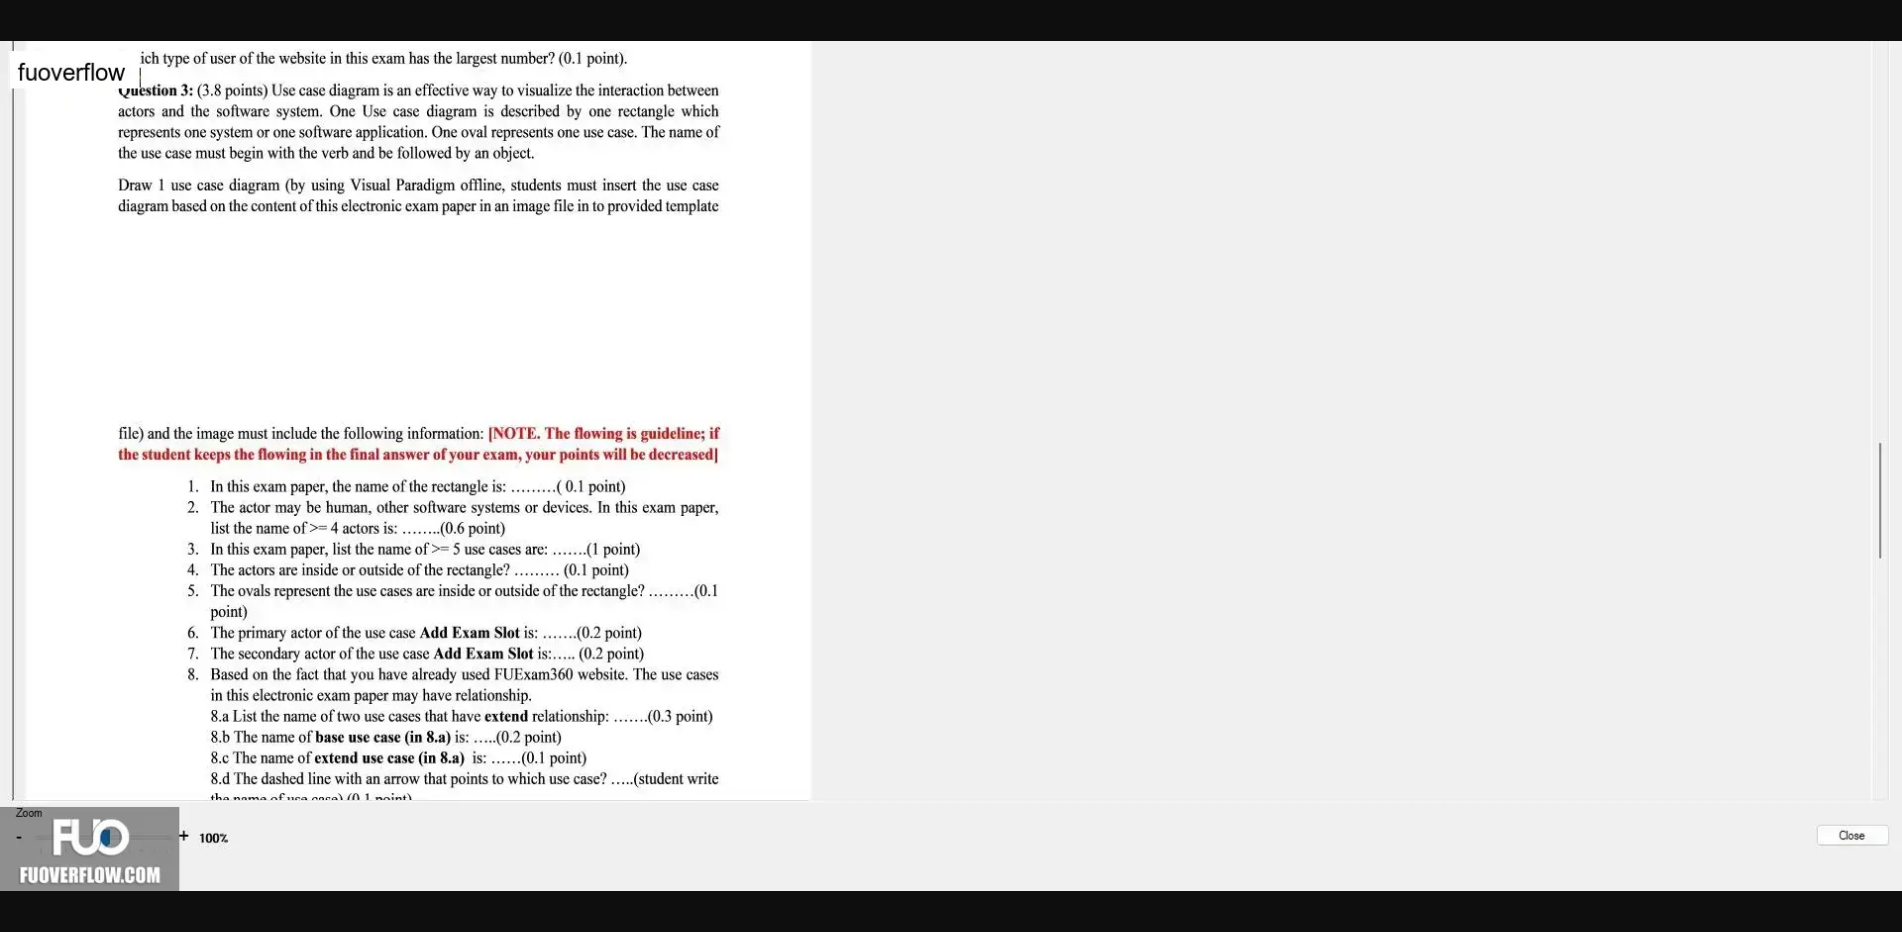 ich type of user of the website in this exam has the largest number? (0.1 point).
fuoverflow
Question 3: (3.8 points) Use case diagram is an effective way to visualize the interaction between
actors and the software system. One Use case diagram is described by one rectangle which
represents one system or one software application. One oval represents one use case. The name of
the use case must begin with the verb and be followed by an object.
Draw 1 use case diagram (by using Visual Paradigm offline, students must insert the use case
diagram based on the content of this electronic exam paper in an image file in to provided template
file) and the image must include the following information: [NOTE. The flowing is guideline; if
the student keeps the flowing in the final answer of your exam, your points will be decreased]
1. In this exam paper, the name of the rectangle is: ………( 0.1 point)
2. The actor may be human, other software systems or devices. In this exam paper,
list the name of >= 4 actors is: ……..(0.6 point)
3. In this exam paper, list the name of >= 5 use cases are: …….(1 point)
4. The actors are inside or outside of the rectangle? ……… (0.1 point)
5. The ovals represent the use cases are inside or outside of the rectangle? ………(0.1
point)
6. The primary actor of the use case Add Exam Slot is: …….(0.2 point)
7. The secondary actor of the use case Add Exam Slot is:….. (0.2 point)
8. Based on the fact that you have already used FUExam360 website. The use cases
in this electronic exam paper may have relationship.
8.a List the name of two use cases that have extend relationship: …….(0.3 point)
8.b The name of base use case (in 8.a) is: …..(0.2 point)
8.c The name of extend use case (in 8.a) is: ……(0.1 point)
8.d The dashed line with an arrow that points to which use case? …..(student write
the name of use case) (0.1 point)
Zoom
- + 100%
Close
FUO
FUOVERFLOW.COM